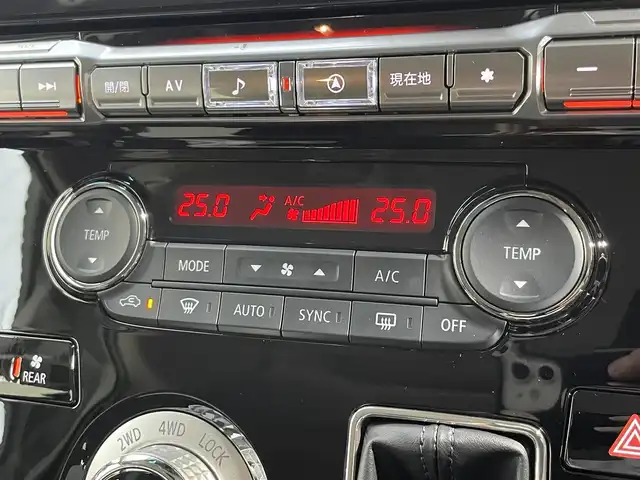 開/閉 AV 現在地
25.0 A/C 25.0
TEMP
MODE A/C
TEMP
AUTO SYNC OFF
REAR
2WD 4WD LOCK